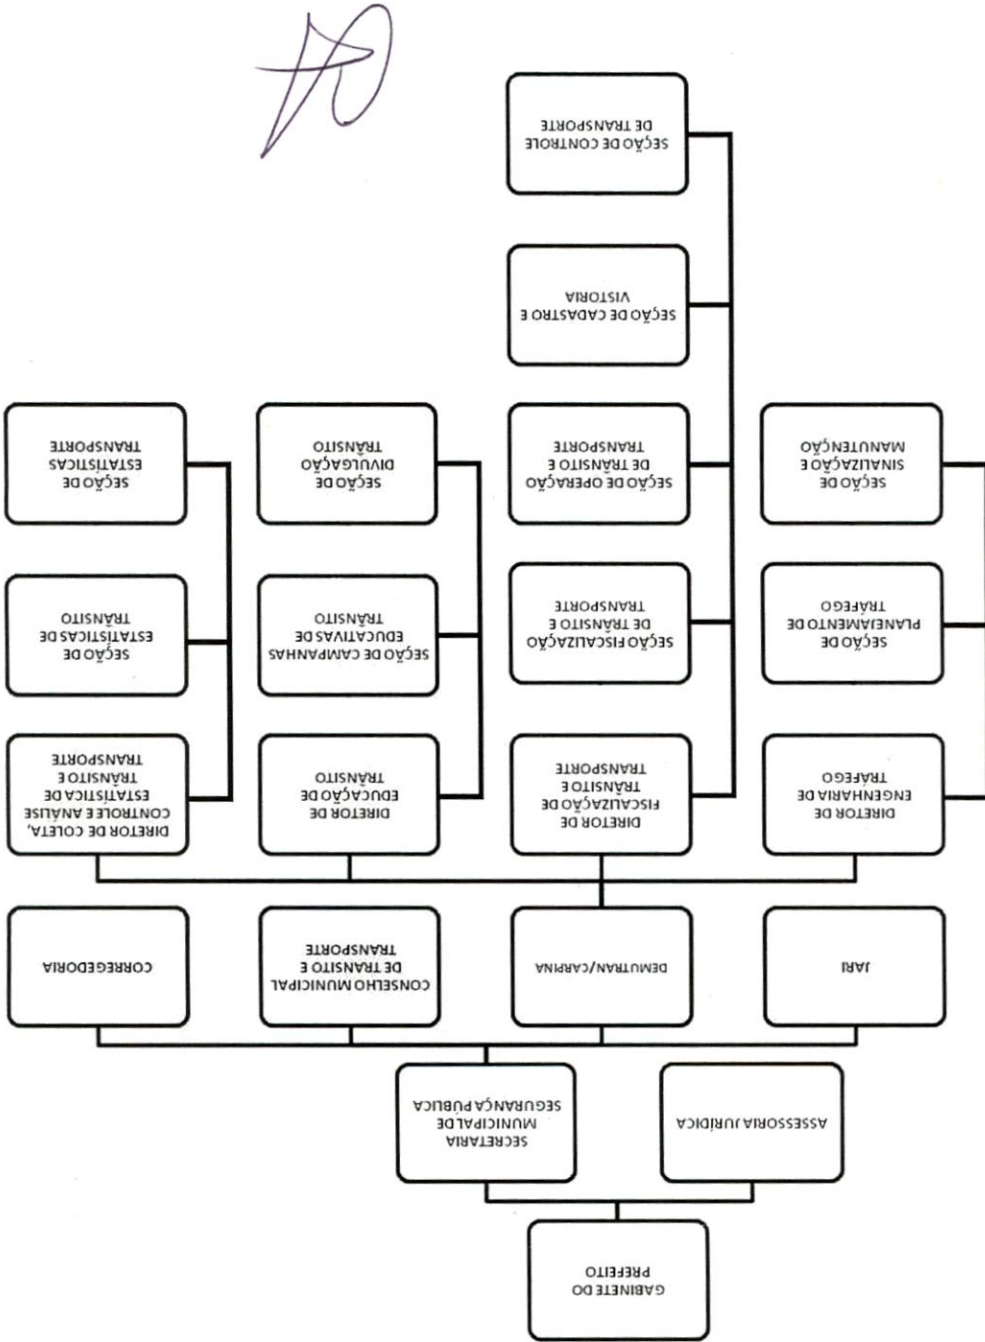 GABINETE DO
PREFEITO
ASSESSORIA JURÍDICA
SECRETARIA
MUNICIPAL DE
SEGURANÇA PÚBLICA
JARI
DEMUTRAN/CARPINA
CONSELHO MUNICIPAL
DE TRANSITO E
TRANSPORTE
CORREGEDORIA
DIRETOR DE
ENGENHARIA DE
TRÁFEGO
DIRETOR DE
FISCALIZAÇÃO DE
TRÂNSITO E
TRANSPORTE
DIRETOR DE
EDUCAÇÃO DE
TRÂNSITO
DIRETOR DE COLETA,
CONTROLE E ANÁLISE
ESTATÍSTICA DE
TRÂNSITO E
TRANSPORTE
SEÇÃO DE
PLANEJAMENTO DE
TRÁFEGO
SEÇÃO FISCALIZAÇÃO
DE TRÂNSITO E
TRANSPORTE
SEÇÃO DE CAMPANHAS
EDUCATIVAS DE
TRÂNSITO
SEÇÃO DE
ESTATÍSTICAS DE
TRÂNSITO
SEÇÃO DE
SINALIZAÇÃO E
MANUTENÇÃO
SEÇÃO DE OPERAÇÃO
DE TRÂNSITO E
TRANSPORTE
SEÇÃO DE
DIVULGAÇÃO
TRÂNSITO
SEÇÃO DE
ESTATÍSTICAS
TRANSPORTE
SEÇÃO DE CADASTRO E
VISTORIA
SEÇÃO DE CONTROLE
DE TRANSPORTE